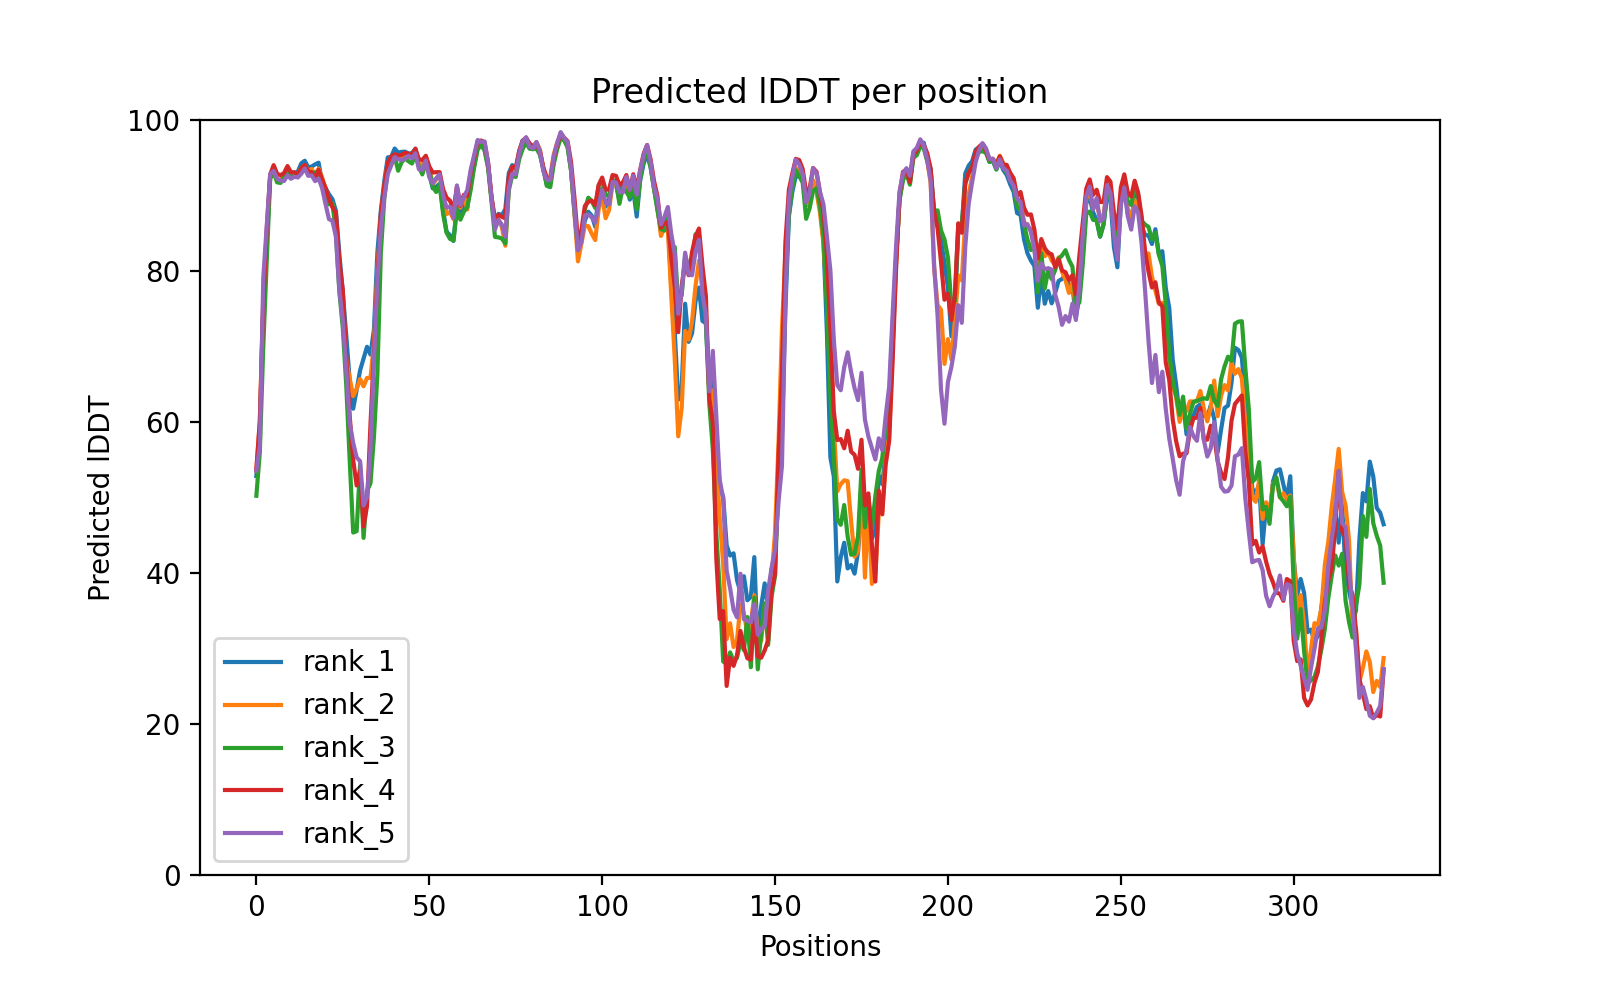 Predicted lDDT per position
100
80
60
40
20
0
Predicted lDDT
rank_1
rank_2
rank_3
rank_4
rank_5
0 50 100 150 200 250 300
Positions